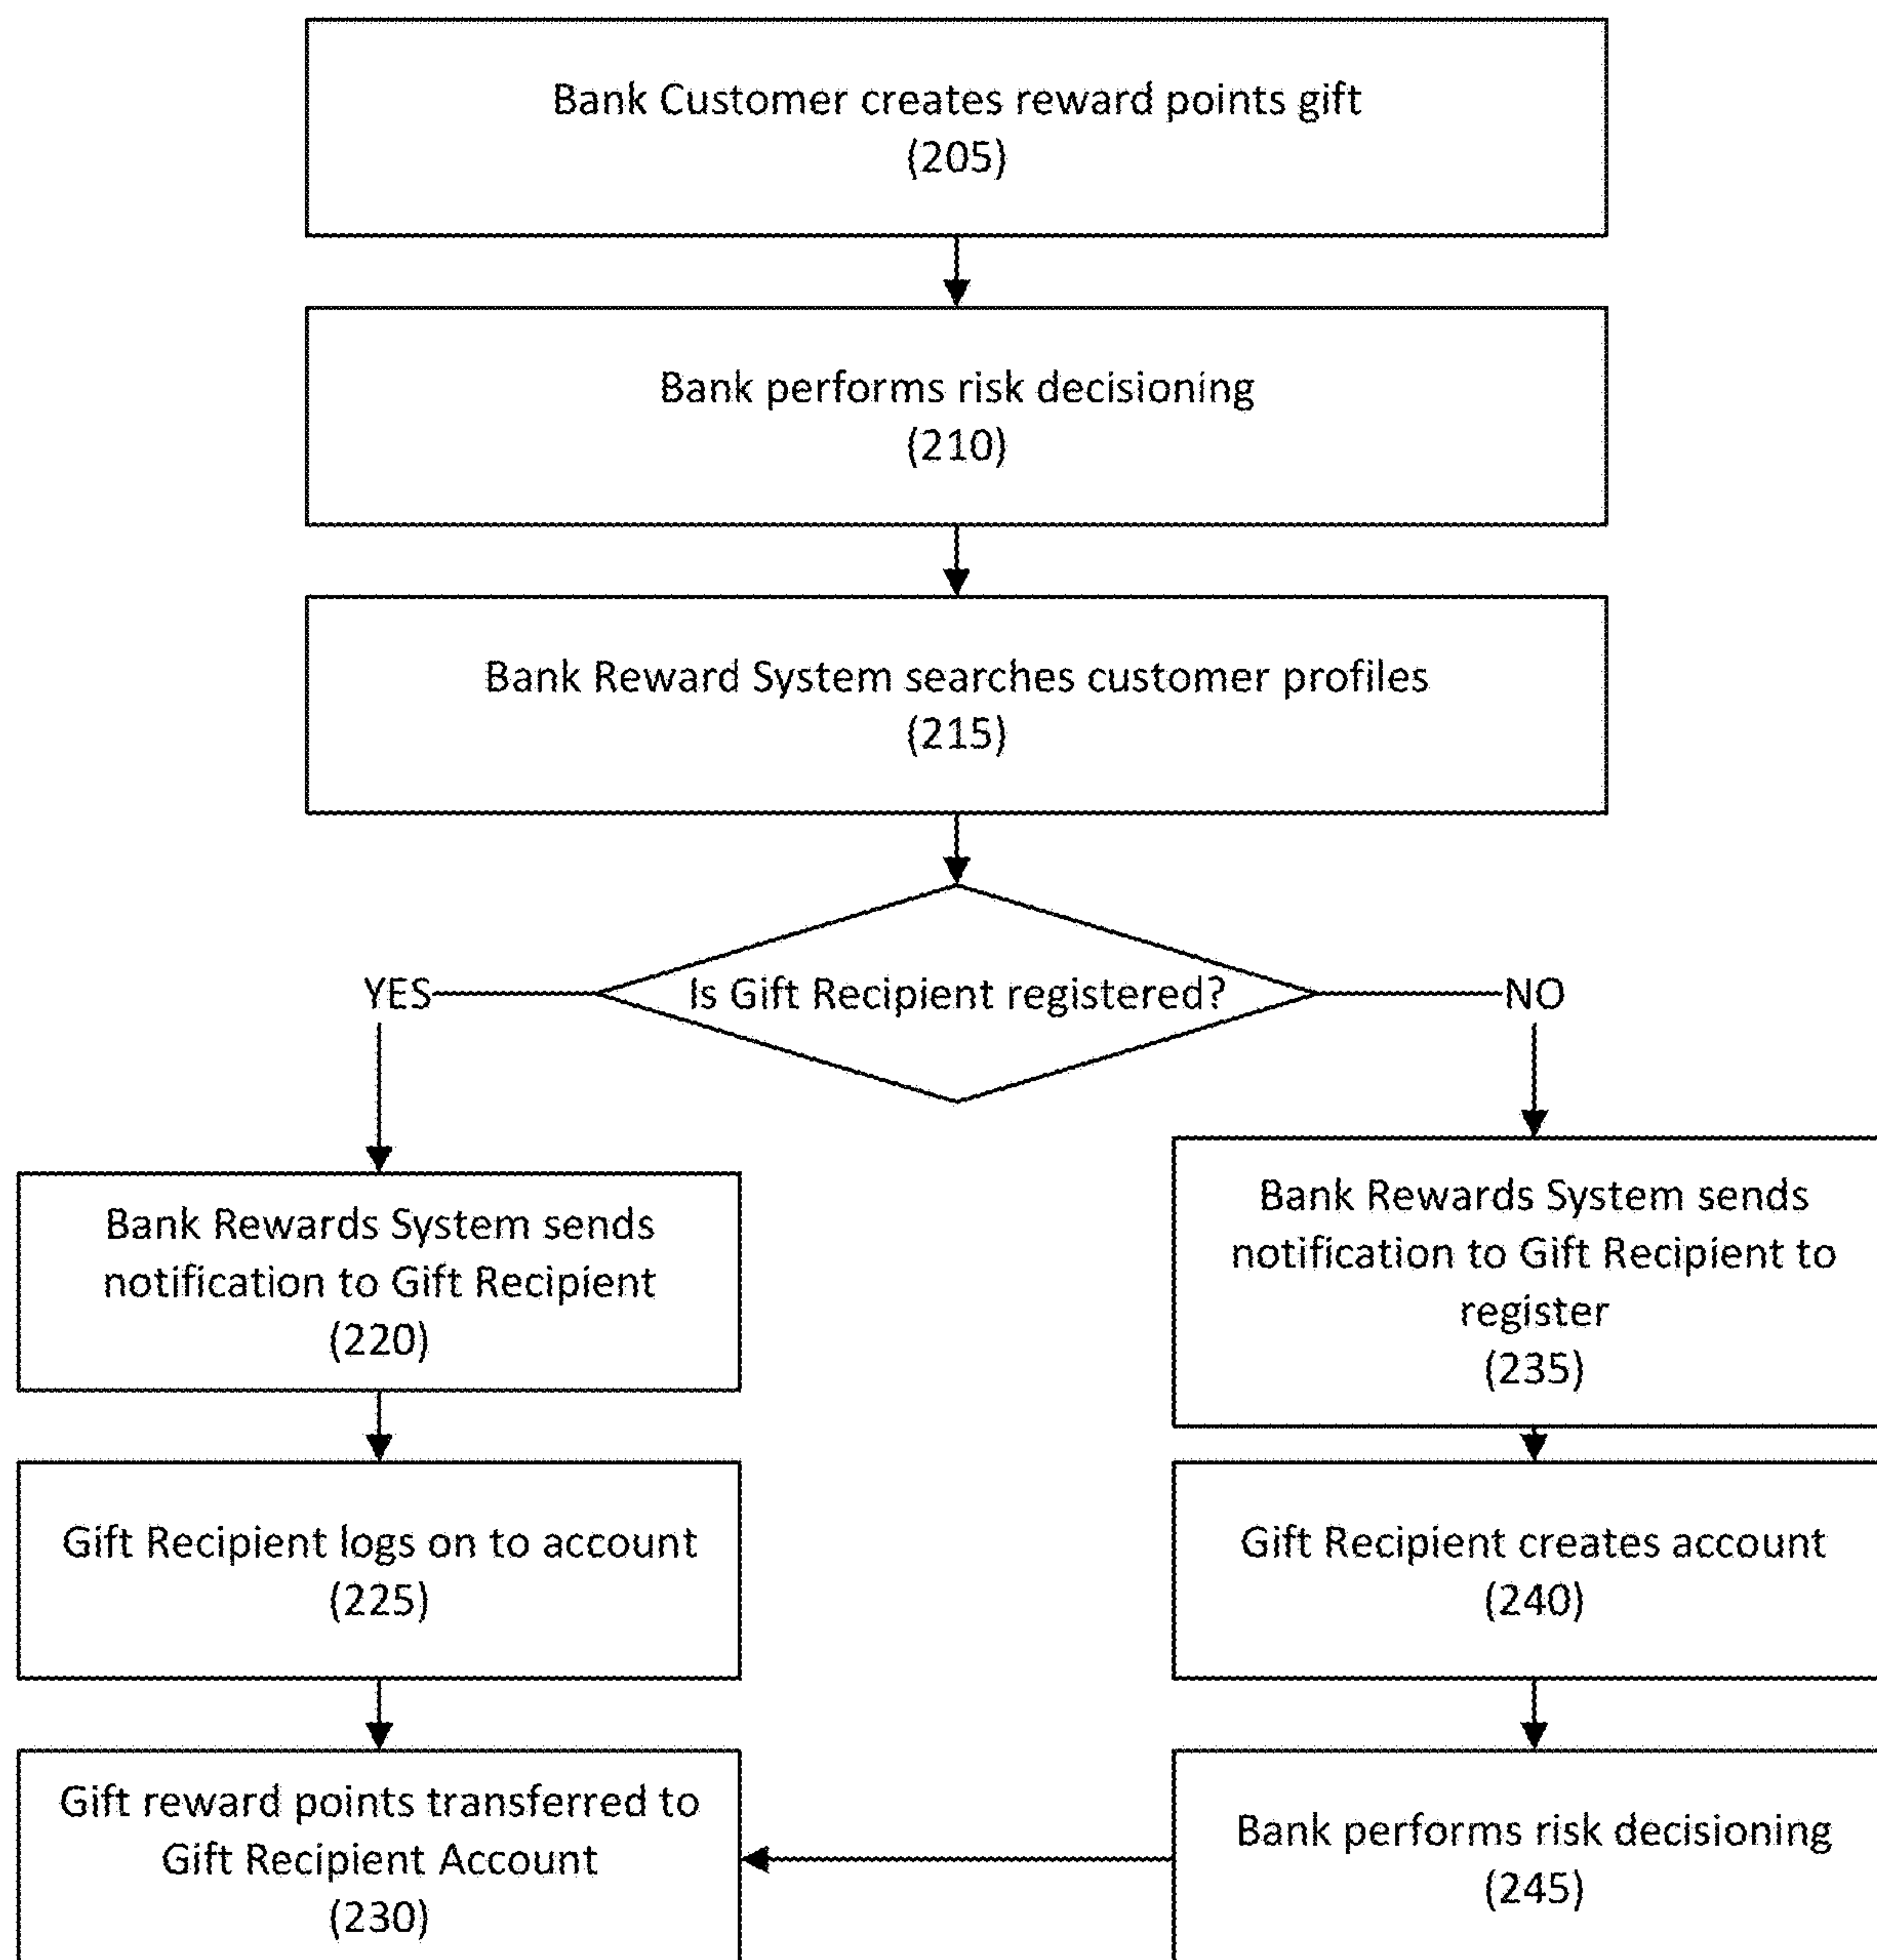 Bank Customer creates reward points gift
(205)
Bank performs risk decisioning
(210)
Bank Reward System searches customer profiles
(215)
Is Gift Recipient registered?
YES
NO
Bank Rewards System sends
notification to Gift Recipient
(220)
Bank Rewards System sends
notification to Gift Recipient to
register
(235)
Gift Recipient logs on to account
(225)
Gift Recipient creates account
(240)
Gift reward points transferred to
Gift Recipient Account
(230)
Bank performs risk decisioning
(245)